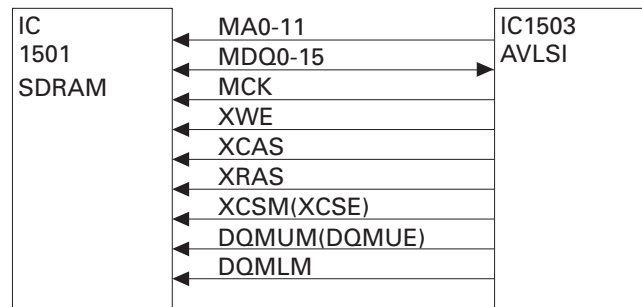 IC
1501
SDRAM
MA0-11
MDQ0-15
MCK
XWE
XCAS
XRAS
XCSM(XCSE)
DQMUM(DQMUE)
DQMLM
IC1503
AVLSI